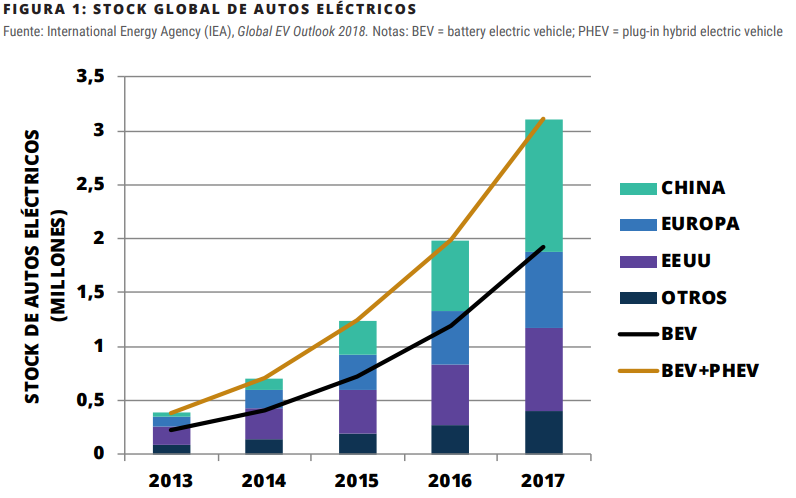 FIGURA 1: STOCK GLOBAL DE AUTOS ELÉCTRICOS
Fuente: International Energy Agency (IEA), Global EV Outlook 2018. Notas: BEV = battery electric vehicle; PHEV = plug-in hybrid electric vehicle
STOCK DE AUTOS ELÉCTRICOS
(MILLONES)
3,5
3
2,5
2
1,5
1
0,5
0
2013 2014 2015 2016 2017
CHINA
EUROPA
EEUU
OTROS
BEV
BEV+PHEV